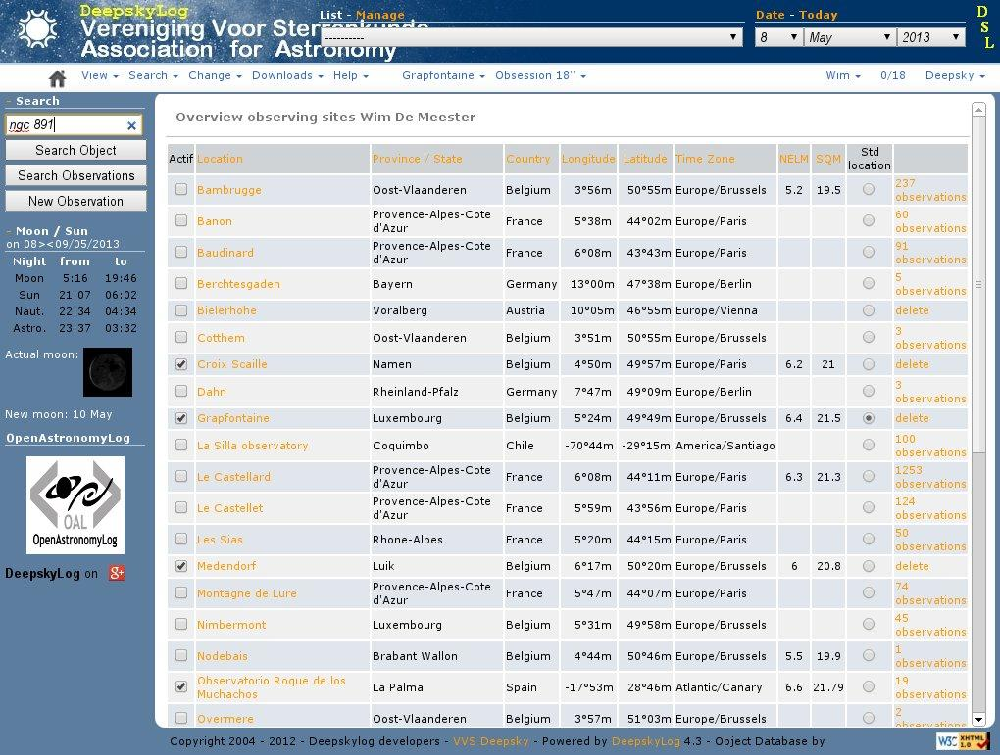 DeepskyLog
Vereniging Voor Sterrenkunde
Association for Astronomy
List - Manage
----------
Date - Today
8 May 2013
D
S
L
View Search Change Downloads Help Grapfontaine Obsession 18" Wim 0/18 Deepsky
- Search
ngc 891
Search Object
Search Observations
New Observation
- Moon / Sun
on 08><09/05/2013
Night from to
Moon 5:16 19:46
Sun 21:07 06:02
Naut. 22:34 04:34
Astro. 23:37 03:32
Actual moon:
New moon: 10 May
OpenAstronomyLog
OAL
OpenAstronomyLog
DeepskyLog on g+
Overview observing sites Wim De Meester
Actif Location Province / State Country Longitude Latitude Time Zone NELM SQM Std location
Bambrugge Oost-Vlaanderen Belgium 3°56m 50°55m Europe/Brussels 5.2 19.5 237 observations
Banon Provence-Alpes-Cote d'Azur France 5°38m 44°02m Europe/Paris 60 observations
Baudinard Provence-Alpes-Cote d'Azur France 6°08m 43°43m Europe/Paris 91 observations
Berchtesgaden Bayern Germany 13°00m 47°38m Europe/Berlin 5 observations
Bielerhöhe Voralberg Austria 10°05m 46°55m Europe/Vienna delete
Cotthem Oost-Vlaanderen Belgium 3°51m 50°55m Europe/Brussels 3 observations
Croix Scaille Namen Belgium 4°50m 49°57m Europe/Paris 6.2 21 delete
Dahn Rheinland-Pfalz Germany 7°47m 49°09m Europe/Berlin 3 observations
Grapfontaine Luxembourg Belgium 5°24m 49°49m Europe/Brussels 6.4 21.5 delete
La Silla observatory Coquimbo Chile -70°44m -29°15m America/Santiago 100 observations
Le Castellard Provence-Alpes-Cote d'Azur France 6°08m 44°11m Europe/Paris 6.3 21.3 1253 observations
Le Castellet Provence-Alpes-Cote d'Azur France 5°59m 43°56m Europe/Paris 124 observations
Les Sias Rhone-Alpes France 5°20m 44°15m Europe/Paris 50 observations
Medendorf Luik Belgium 6°17m 50°20m Europe/Brussels 6 20.8 delete
Montagne de Lure Provence-Alpes-Cote d'Azur France 5°47m 44°07m Europe/Paris 74 observations
Nimbermont Luxembourg Belgium 5°31m 49°58m Europe/Brussels 45 observations
Nodebais Brabant Wallon Belgium 4°44m 50°46m Europe/Brussels 5.5 19.9 1 observations
Observatorio Roque de los Muchachos La Palma Spain -17°53m 28°46m Atlantic/Canary 6.6 21.79 19 observations
Overmere Oost-Vlaanderen Belgium 3°57m 51°03m Europe/Brussels 2 observations
Copyright 2004 - 2012 - Deepskylog developers - VVS Deepsky - Powered by DeepskyLog 4.3 - Object Database by
W3C XHTML 1.0